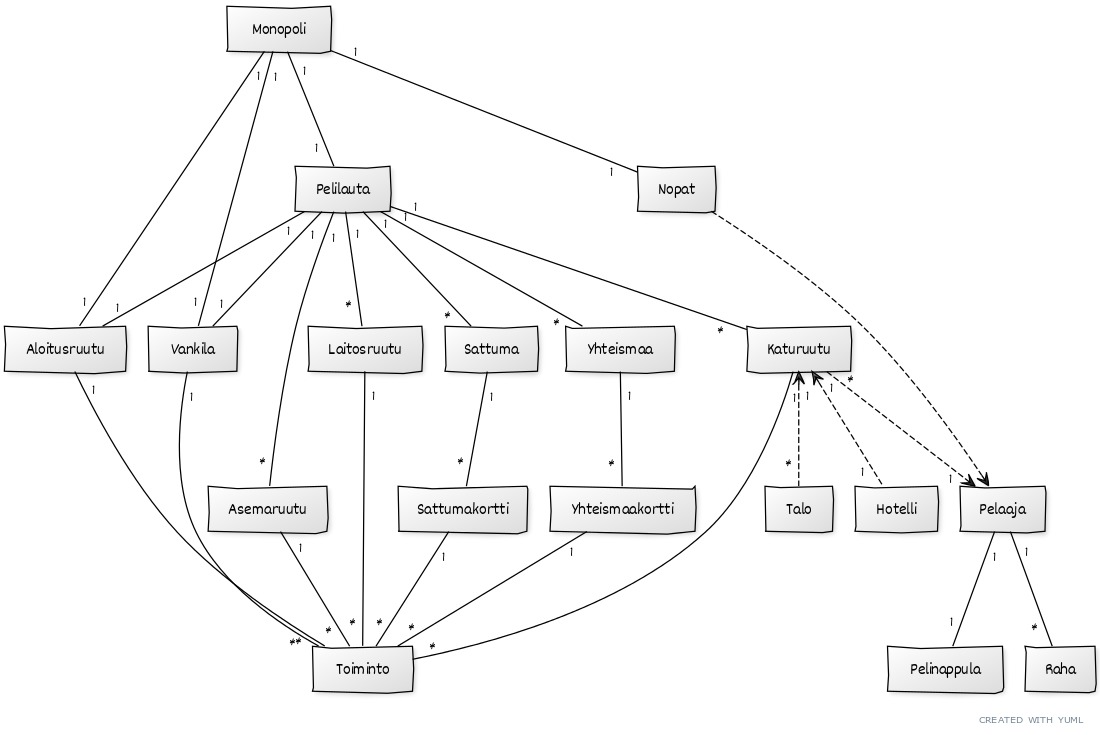 Monopoli
1
1 1 1
1
1
Pelilauta
Nopat
1
1 1 1 1 1 1
1 1 1 1 * * * *
Aloitusruutu
Vankila
Laitosruutu
Sattuma
Yhteismaa
Katuruutu
1 1 1 1 1 1 1 1 *
* * * * 1 1
Asemaruutu
Sattumakortti
Yhteismaakortti
Talo
Hotelli
Pelaaja
1 1 1 1 1
** * * * * * 1 *
Toiminto
Pelinappula
Raha
CREATED WITH YUML